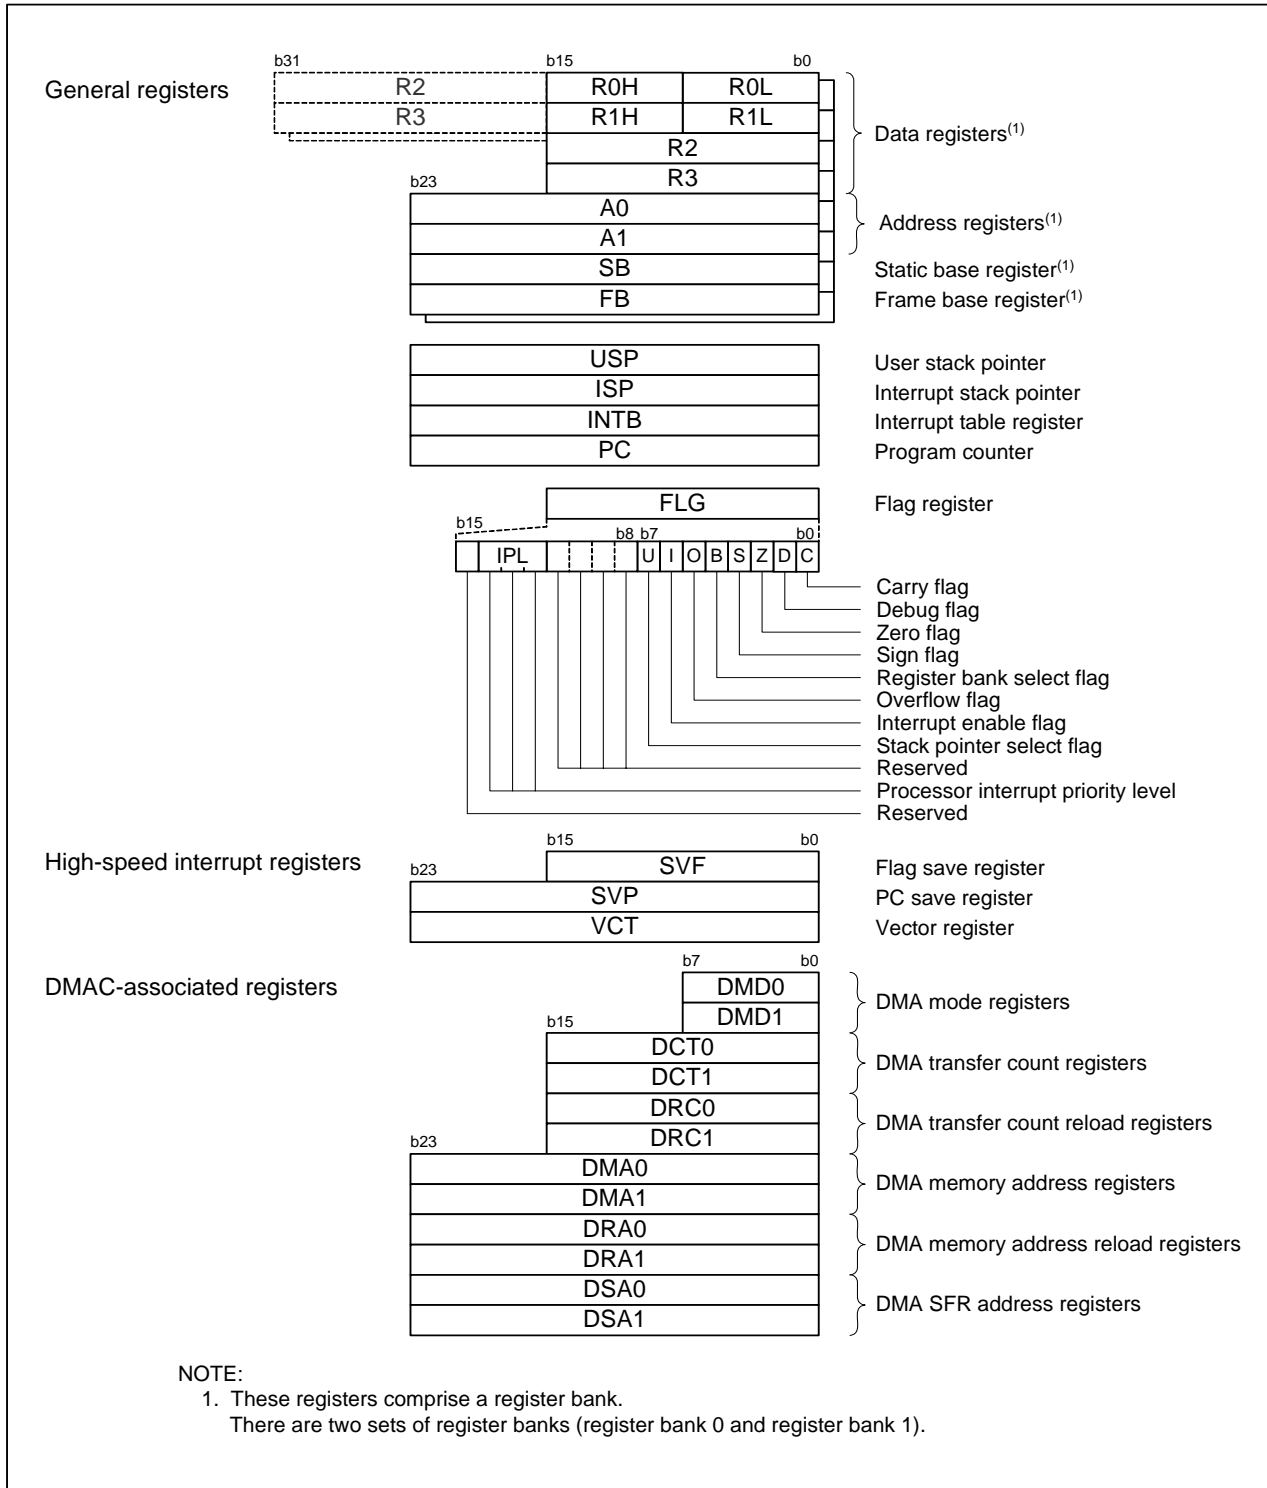 b31 b15 b0
General registers R2 R0H R0L
R3 R1H R1L
Data registers(1)
R2
b23 R3
A0
Address registers(1)
A1
SB Static base register(1)
FB Frame base register(1)
USP User stack pointer
ISP Interrupt stack pointer
INTB Interrupt table register
PC Program counter
FLG Flag register
b15 b8 b7 b0
IPL U I O B S Z D C
Carry flag
Debug flag
Zero flag
Sign flag
Register bank select flag
Overflow flag
Interrupt enable flag
Stack pointer select flag
Reserved
Processor interrupt priority level
Reserved
b15 b0
High-speed interrupt registers b23 SVF Flag save register
SVP PC save register
VCT Vector register
b7 b0
DMAC-associated registers DMD0
DMA mode registers
b15 DMD1
DCT0
DMA transfer count registers
DCT1
DRC0
DMA transfer count reload registers
b23 DRC1
DMA0
DMA memory address registers
DMA1
DRA0
DMA memory address reload registers
DRA1
DSA0
DMA SFR address registers
DSA1
NOTE:
1. These registers comprise a register bank.
There are two sets of register banks (register bank 0 and register bank 1).